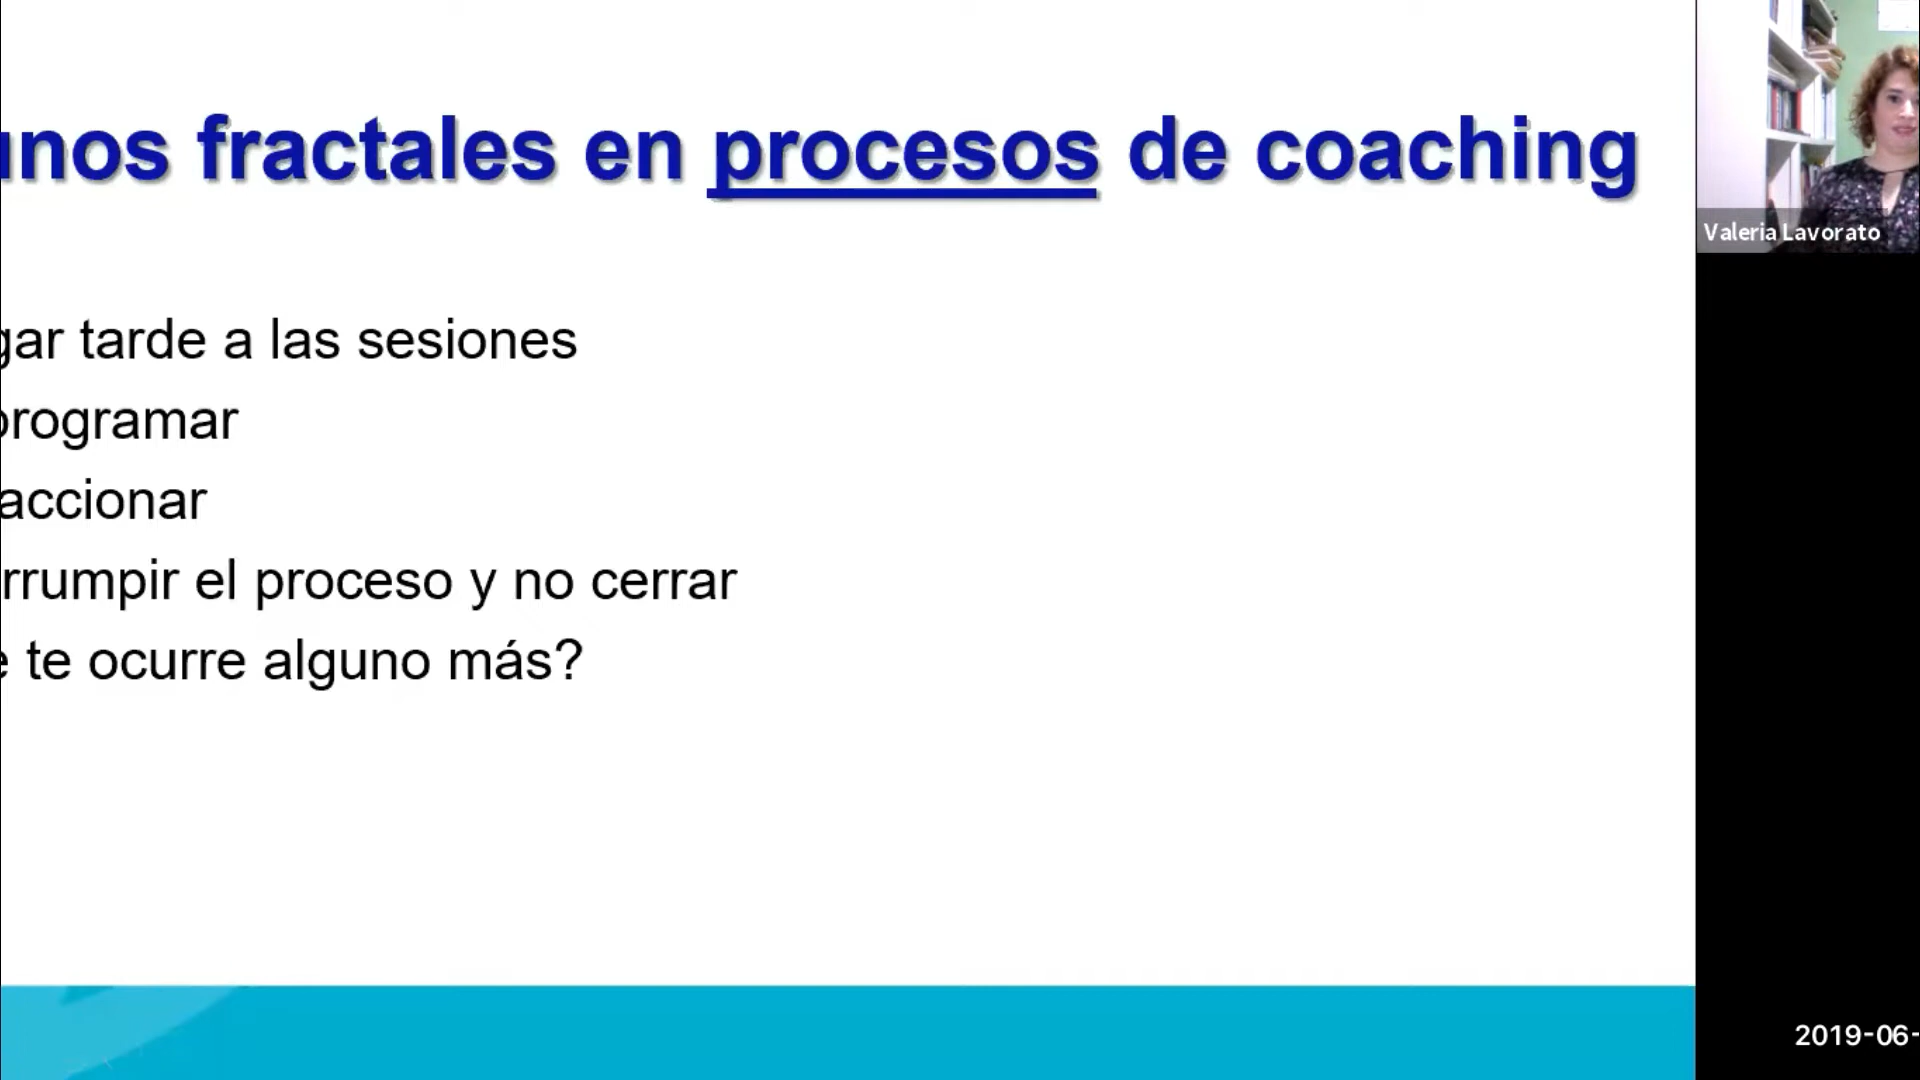 unos fractales en procesos de coaching
gar tarde a las sesiones
programar
accionar
rrumpir el proceso y no cerrar
e te ocurre alguno más?
Valeria Lavorato
2019-06-